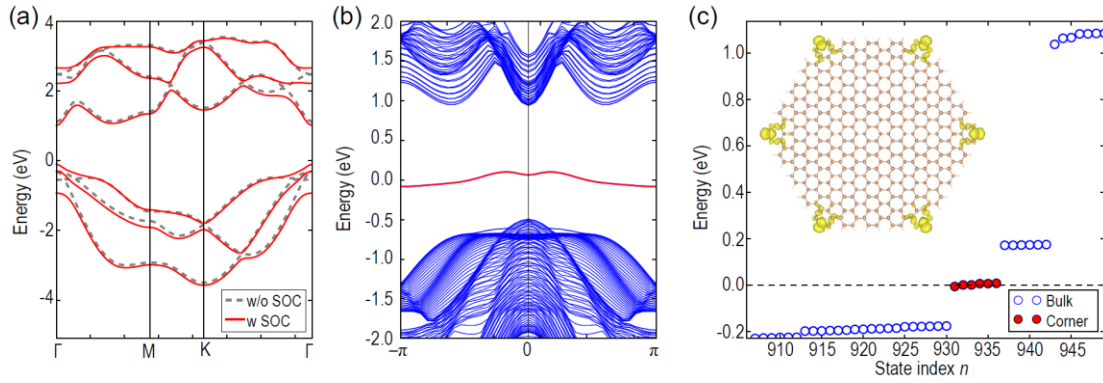 (a)
Energy (eV)
4
2
0
-2
-4
Γ
M
K
Γ
w/o SOC
w SOC
(b)
Energy (eV)
2.0
1.5
1.0
0.5
0.0
-0.5
-1.0
-1.5
-2.0
-π
0
π
(c)
Energy (eV)
1.0
0.8
0.6
0.4
0.2
0.0
-0.2
910 915 920 925 930 935 940 945
State index n
Bulk
Corner